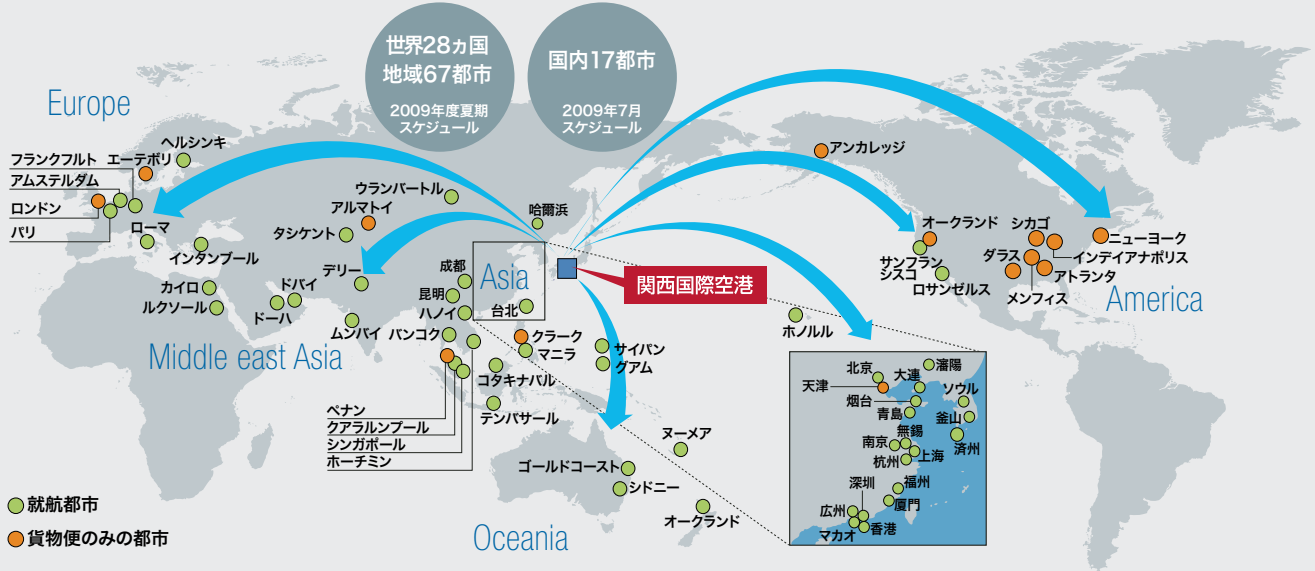 世界28ヵ国
地域67都市
2009年度夏期
スケジュール
国内17都市
2009年7月
スケジュール
Europe
ヘルシンキ
フランクフルト
エーテボリ
アムステルダム
ロンドン
パリ
ローマ
インタンブール
カイロ
ルクソール
ドバイ
ドーハ
Middle east Asia
ウランバートル
アルマトイ
タシケント
デリー
ムンバイ
哈爾浜
成都
昆明
ハノイ
バンコク
Asia
台北
関西国際空港
クラーク
マニラ
コタキナバル
テンパサール
サイパン
グアム
ペナン
クアラルンプール
シンガポール
ホーチミン
ヌーメア
ゴールドコースト
シドニー
オークランド
Oceania
アンカレッジ
オークランド
サンフラン
シスコ
ロサンゼルス
シカゴ
ダラス
メンフィス
ニューヨーク
インディアナポリス
アトランタ
America
ホノルル
北京
天津
大連
瀋陽
烟台
青島
ソウル
釜山
済州
無錫
南京
上海
杭州
福州
深圳
厦門
広州
香港
マカオ
就航都市
貨物便のみの都市